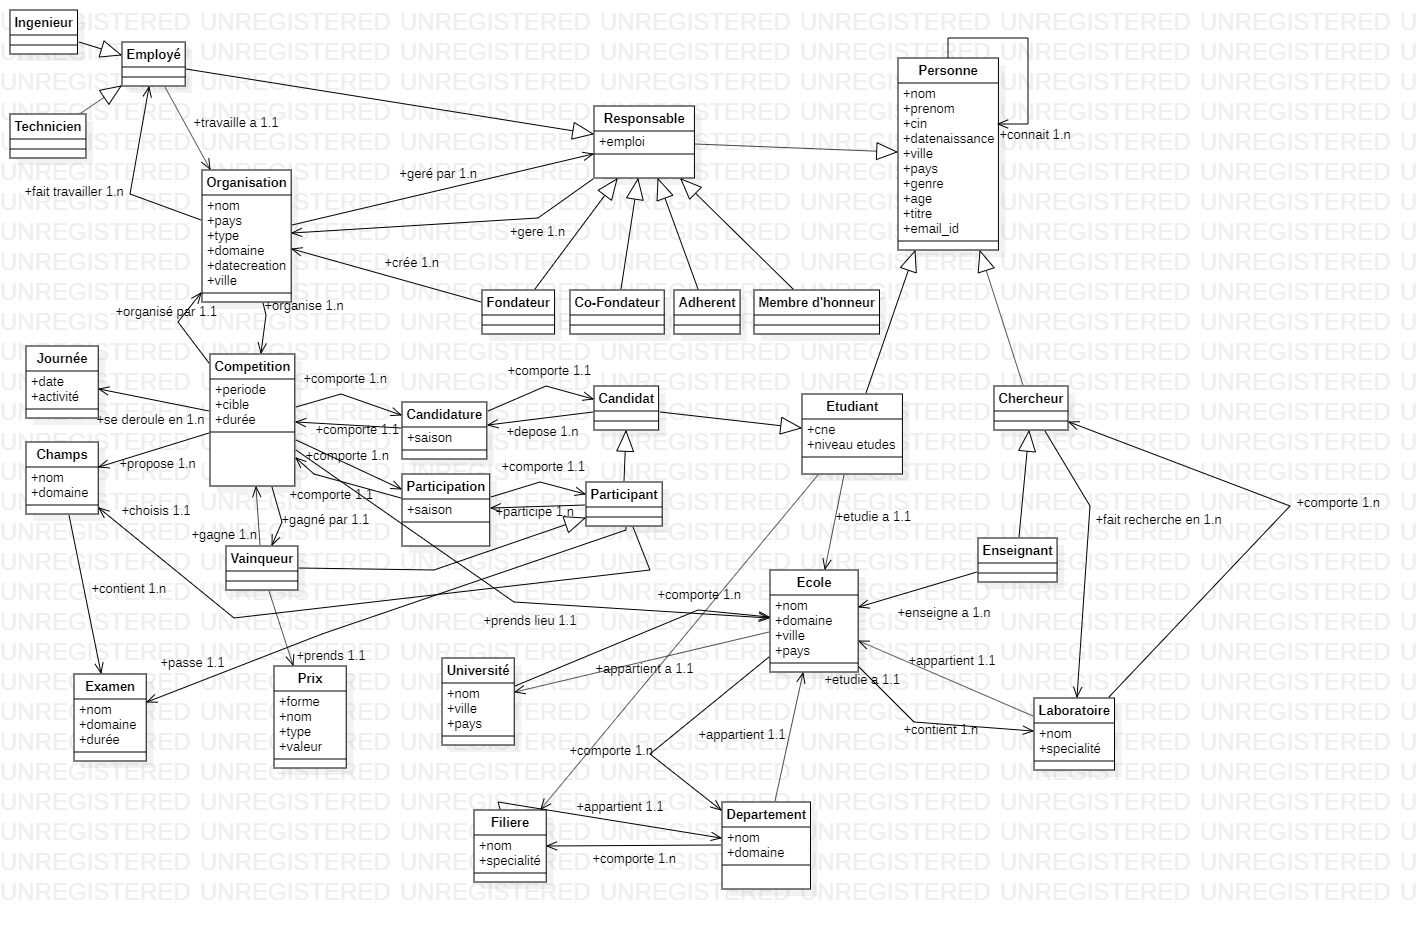 Ingenieur
Employé
Technicien
+travaille a 1.1
+fait travailler 1.n
Responsable
+emploi
Personne
+nom
+prenom
+cin
+datenaissance
+ville
+pays
+genre
+age
+titre
+email_id
+connait 1.n
Organisation
+nom
+pays
+type
+domaine
+datecreation
+ville
+geré par 1.n
+gere 1.n
+crée 1.n
Fondateur
Co-Fondateur
Adherent
Membre d'honneur
+organisé par 1.1
+organise 1.n
Journée
+date
+activité
Competition
+periode
+cible
+durée
+se deroule en 1.n
+comporte 1.n
+comporte 1.1
Candidature
+saison
+comporte 1.1
+depose 1.n
Candidat
Etudiant
+cne
+niveau etudes
Chercheur
Champs
+nom
+domaine
+propose 1.n
+choisis 1.1
+comporte 1.n
+comporte 1.1
Participation
+saison
+comporte 1.1
+participe 1.n
Participant
+gagne 1.n
+gagné par 1.1
Vainqueur
+etudie a 1.1
+fait recherche en 1.n
+comporte 1.n
Enseignant
+enseigne a 1.n
Ecole
+nom
+domaine
+ville
+pays
+contient 1.n
+prends lieu 1.1
+comporte 1.n
+passe 1.1
+prends 1.1
Examen
+nom
+domaine
+durée
Prix
+forme
+nom
+type
+valeur
Université
+nom
+ville
+pays
+appartient a 1.1
+etudie a 1.1
+appartient 1.1
+contient 1.n
Laboratoire
+nom
+specialité
+appartient 1.1
+comporte 1.n
+appartient 1.1
+comporte 1.n
Filiere
+nom
+specialité
Departement
+nom
+domaine
UNREGISTERED